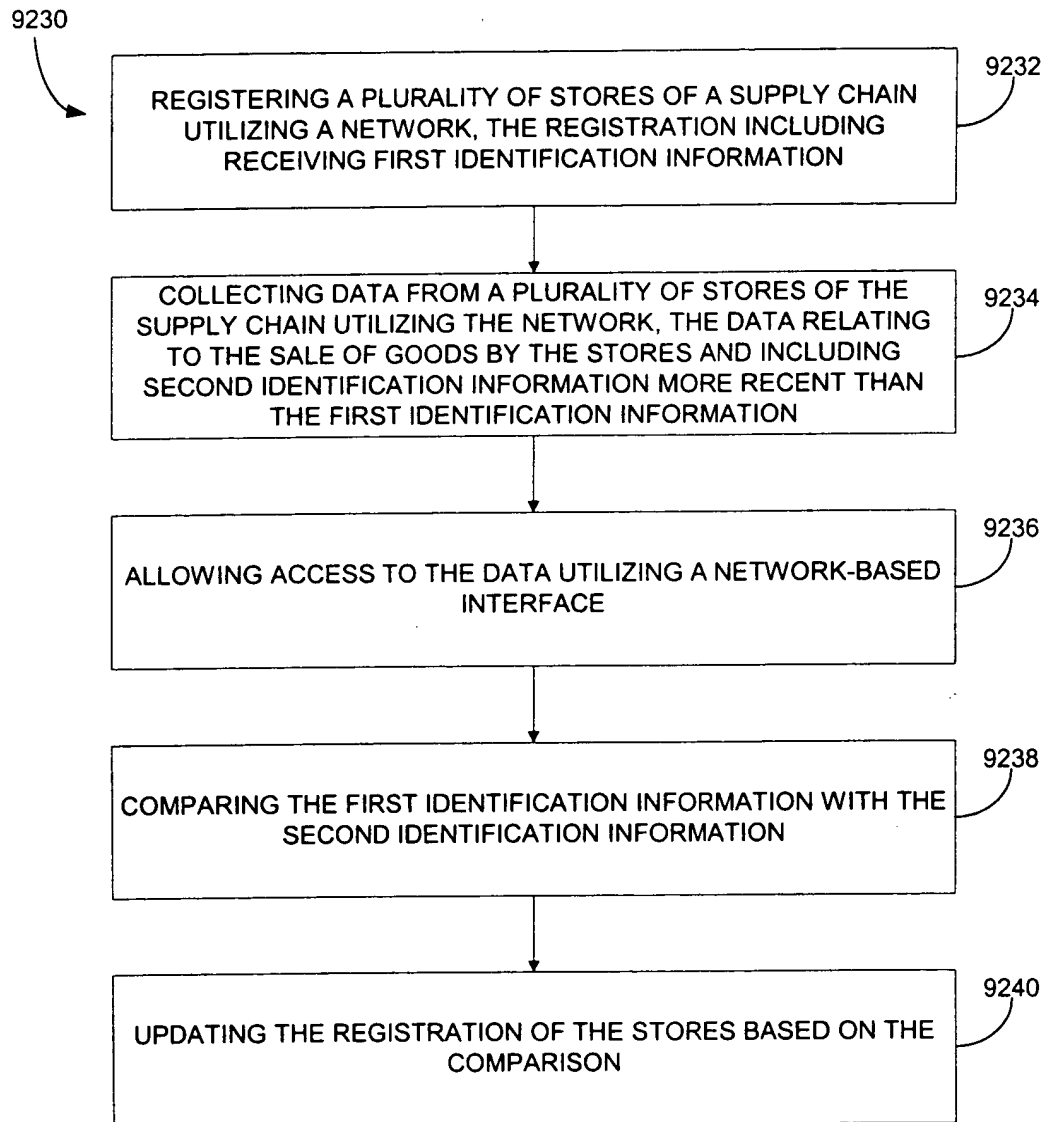 9230
9232
REGISTERING A PLURALITY OF STORES OF A SUPPLY CHAIN
UTILIZING A NETWORK, THE REGISTRATION INCLUDING
RECEIVING FIRST IDENTIFICATION INFORMATION
9234
COLLECTING DATA FROM A PLURALITY OF STORES OF THE
SUPPLY CHAIN UTILIZING THE NETWORK, THE DATA RELATING
TO THE SALE OF GOODS BY THE STORES AND INCLUDING
SECOND IDENTIFICATION INFORMATION MORE RECENT THAN
THE FIRST IDENTIFICATION INFORMATION
9236
ALLOWING ACCESS TO THE DATA UTILIZING A NETWORK-BASED
INTERFACE
9238
COMPARING THE FIRST IDENTIFICATION INFORMATION WITH THE
SECOND IDENTIFICATION INFORMATION
9240
UPDATING THE REGISTRATION OF THE STORES BASED ON THE
COMPARISON